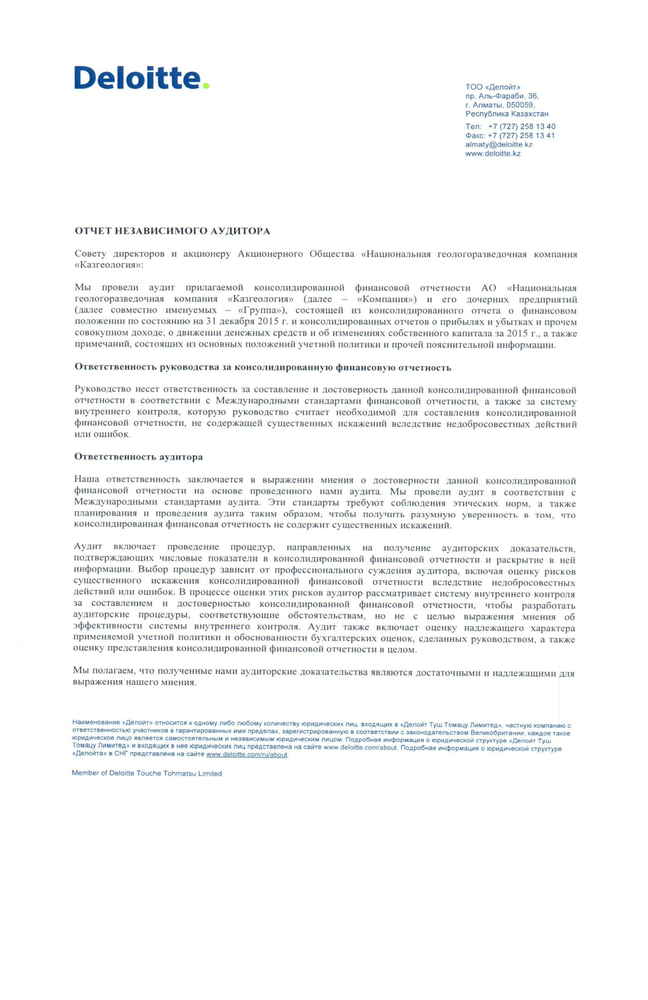 Deloitte.
ТОО «Делойт»
пр. Аль-Фараби, 36,
г. Алматы, 050059,
Республика Казахстан
Тел: +7 (727) 258 13 40
Факс: +7 (727) 258 13 41
almaty@deloitte.kz
www.deloitte.kz
ОТЧЕТ НЕЗАВИСИМОГО АУДИТОРА
Совету директоров и акционеру Акционерного Общества «Национальная геологоразведочная компания
«Казгеология»:
Мы провели аудит прилагаемой консолидированной финансовой отчетности АО «Национальная
геологоразведочная компания «Казгеология» (далее – «Компания») и его дочерних предприятий
(далее совместно именуемых – «Группа»), состоящей из консолидированного отчета о финансовом
положении по состоянию на 31 декабря 2015 г. и консолидированных отчетов о прибылях и убытках и прочем
совокупном доходе, о движении денежных средств и об изменениях собственного капитала за 2015 г., а также
примечаний, состоящих из основных положений учетной политики и прочей пояснительной информации.
Ответственность руководства за консолидированную финансовую отчетность
Руководство несет ответственность за составление и достоверность данной консолидированной финансовой
отчетности в соответствии с Международными стандартами финансовой отчетности, а также за систему
внутреннего контроля, которую руководство считает необходимой для составления консолидированной
финансовой отчетности, не содержащей существенных искажений вследствие недобросовестных действий
или ошибок.
Ответственность аудитора
Наша ответственность заключается в выражении мнения о достоверности данной консолидированной
финансовой отчетности на основе проведенного нами аудита. Мы провели аудит в соответствии с
Международными стандартами аудита. Эти стандарты требуют соблюдения этических норм, а также
планирования и проведения аудита таким образом, чтобы получить разумную уверенность в том, что
консолидированная финансовая отчетность не содержит существенных искажений.
Аудит включает проведение процедур, направленных на получение аудиторских доказательств,
подтверждающих числовые показатели в консолидированной финансовой отчетности и раскрытие в ней
информации. Выбор процедур зависит от профессионального суждения аудитора, включая оценку рисков
существенного искажения консолидированной финансовой отчетности вследствие недобросовестных
действий или ошибок. В процессе оценки этих рисков аудитор рассматривает систему внутреннего контроля
за составлением и достоверностью консолидированной финансовой отчетности, чтобы разработать
аудиторские процедуры, соответствующие обстоятельствам, но не с целью выражения мнения об
эффективности системы внутреннего контроля. Аудит также включает оценку надлежащего характера
применяемой учетной политики и обоснованности бухгалтерских оценок, сделанных руководством, а также
оценку представления консолидированной финансовой отчетности в целом.
Мы полагаем, что полученные нами аудиторские доказательства являются достаточными и надлежащими для
выражения нашего мнения.
Наименование «Делойт» относится к одному либо любому количеству юридических лиц, входящих в «Делойт Туш Томацу Лимитед», частную компанию с
ответственностью участников в гарантированных ими пределах, зарегистрированную в соответствии с законодательством Великобритании; каждое такое
юридическое лицо является самостоятельным и независимым юридическим лицом. Подробная информация о юридической структуре «Делойт Туш
Томацу Лимитед» и входящих в нее юридических лиц представлена на сайте www.deloitte.com/about. Подробная информация о юридической структуре
«Делойта» в СНГ представлена на сайте www.deloitte.com/ru/about.
Member of Deloitte Touche Tohmatsu Limited